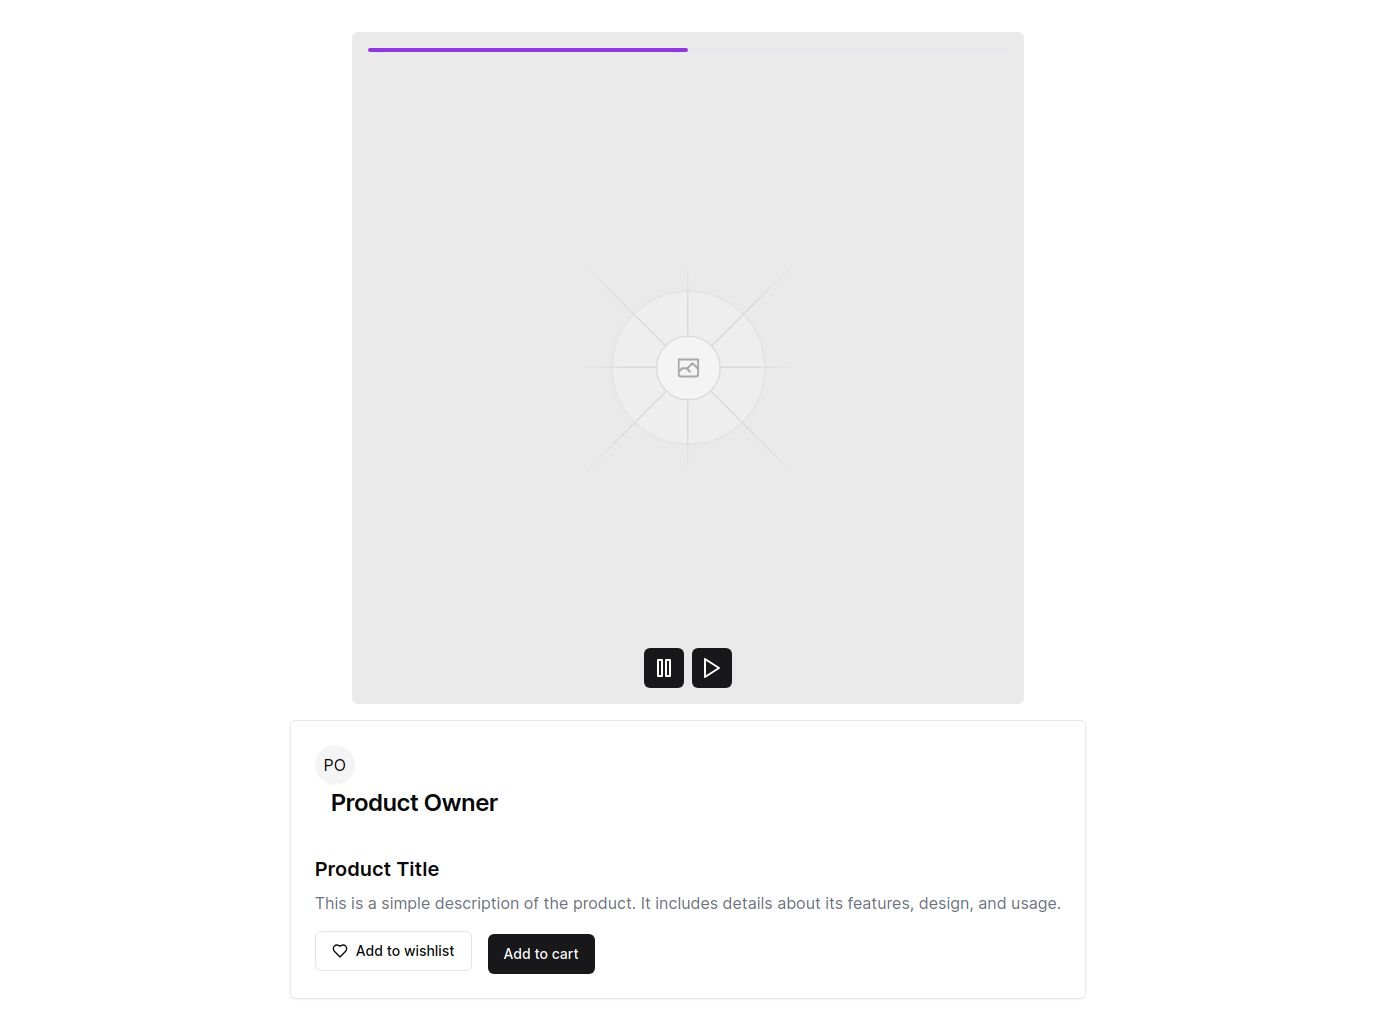 PO
Product Owner
Product Title
This is a simple description of the product. It includes details about its features, design, and usage.
Add to wishlist
Add to cart